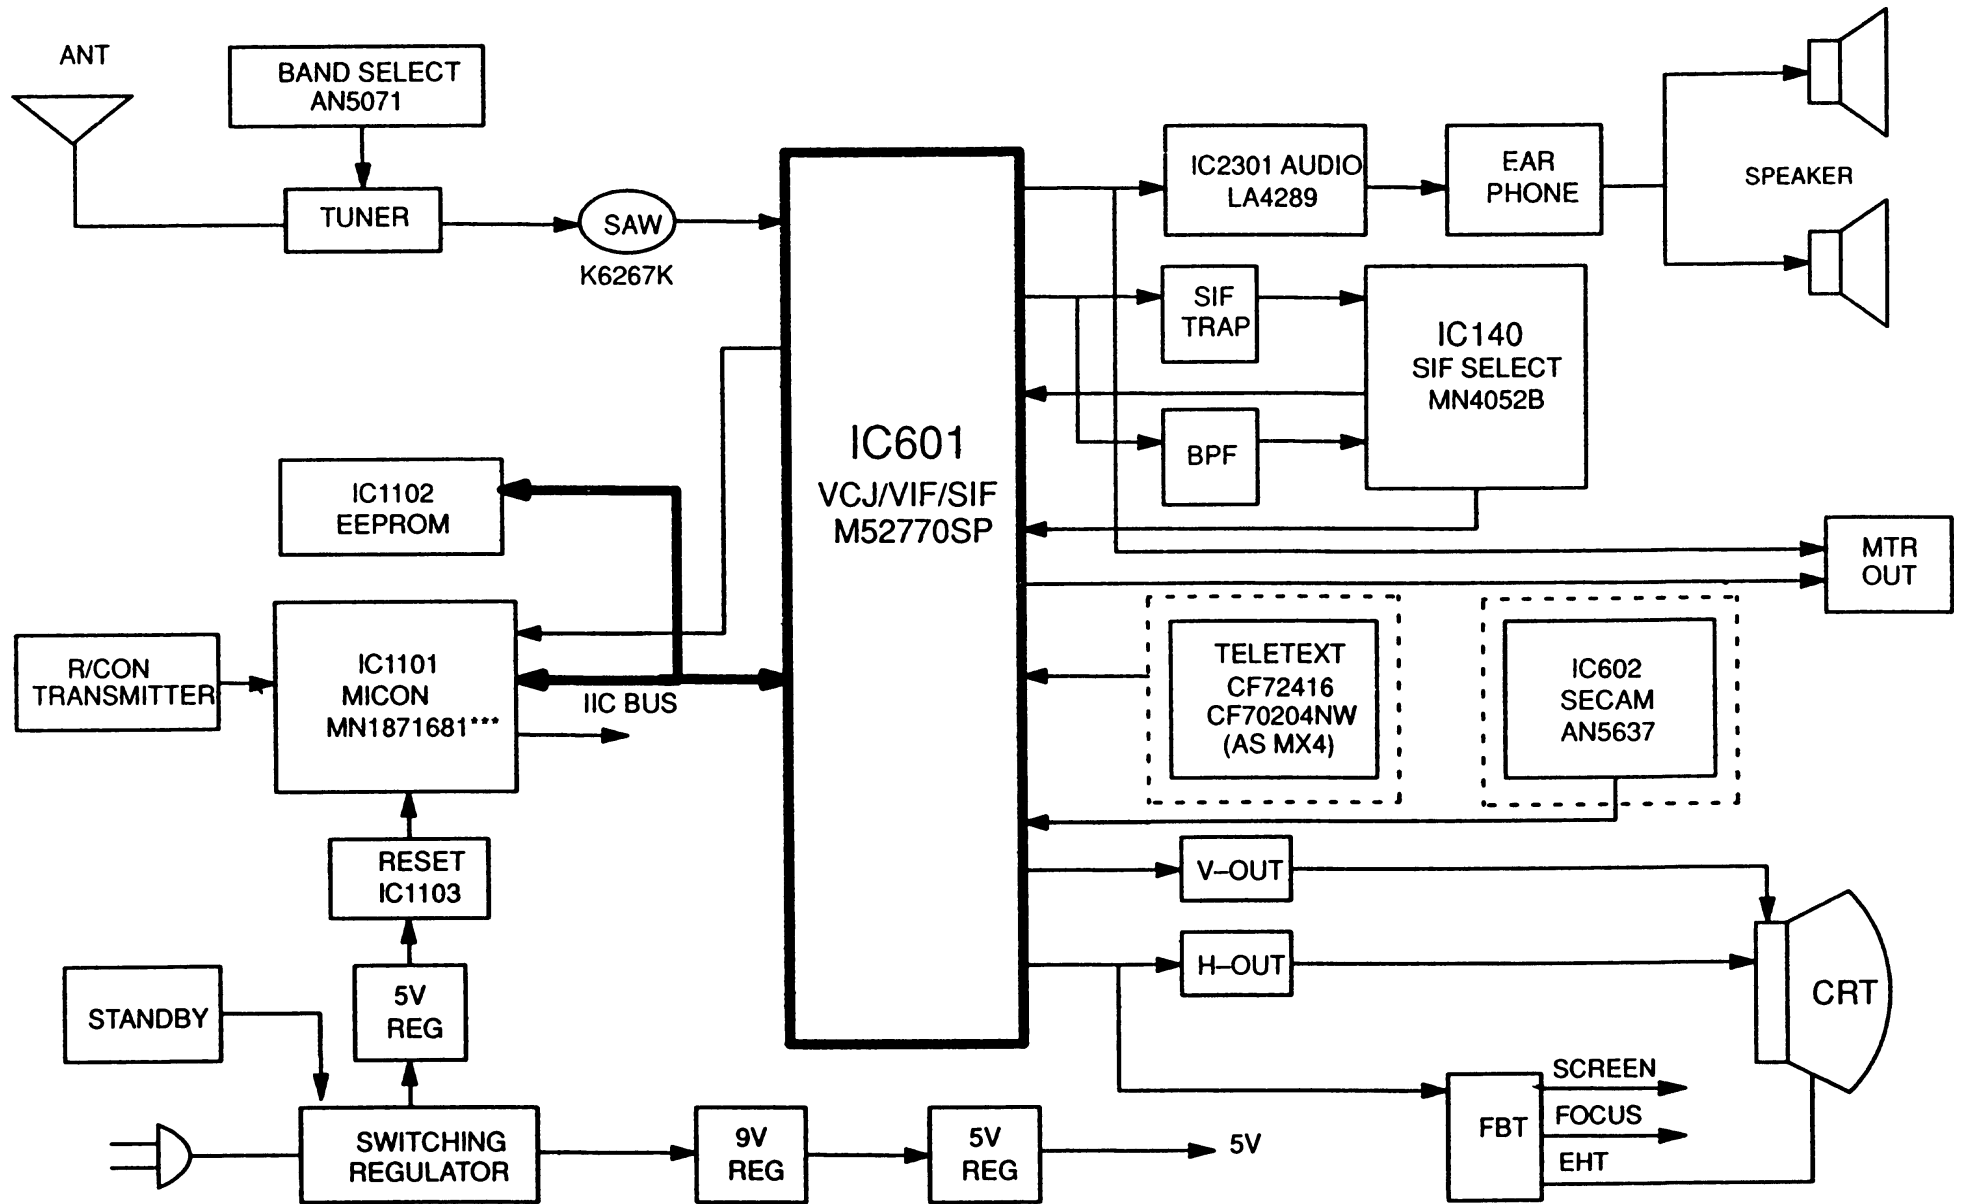 ANT
BAND SELECT
AN5071
TUNER
SAW
K6267K
IC601
VCJ/VIF/SIF
M52770SP
IC2301 AUDIO
LA4289
EAR
PHONE
SPEAKER
SIF
TRAP
IC140
SIF SELECT
MN4052B
BPF
MTR
OUT
IC1102
EEPROM
R/CON
TRANSMITTER
IC1101
MICON
MN1871681***
IIC BUS
TELETEXT
CF72416
CF70204NW
(AS MX4)
IC602
SECAM
AN5637
RESET
IC1103
V–OUT
H–OUT
CRT
STANDBY
5V
REG
SWITCHING
REGULATOR
9V
REG
5V
REG
5V
FBT
SCREEN
FOCUS
EHT